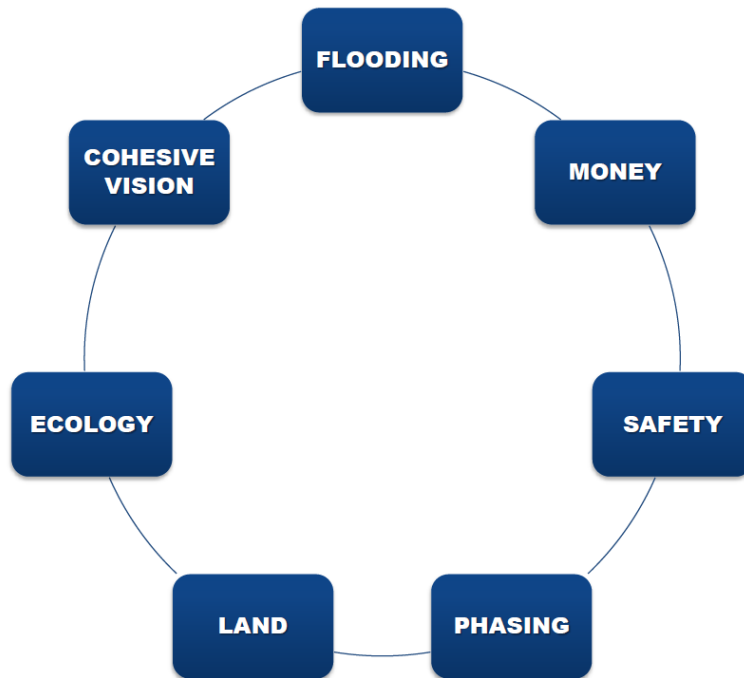 FLOODING
MONEY
SAFETY
PHASING
LAND
ECOLOGY
COHESIVE
VISION